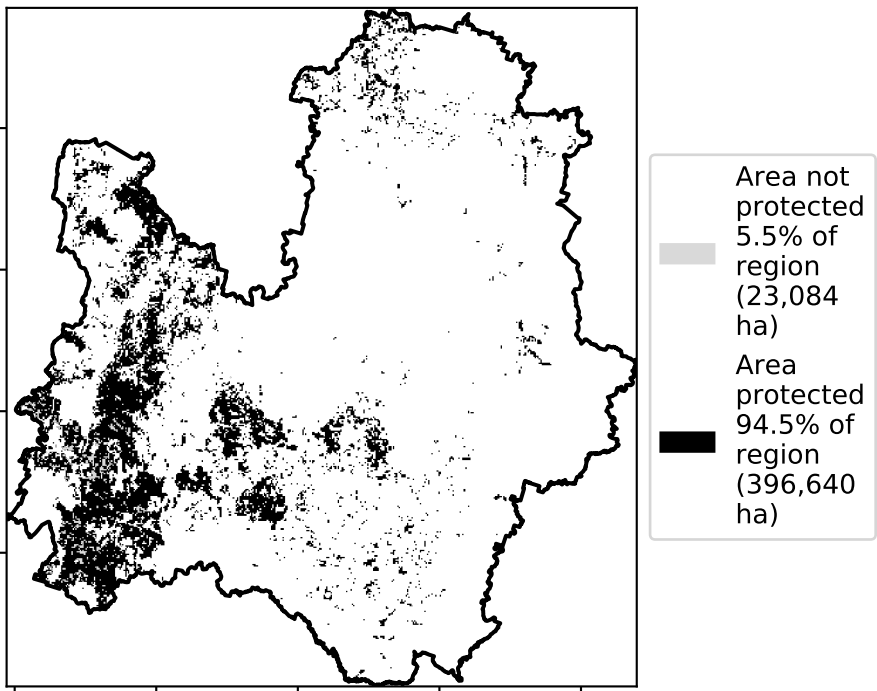 Area not
protected
5.5% of
region
(23,084
ha)
Area
protected
94.5% of
region
(396,640
ha)